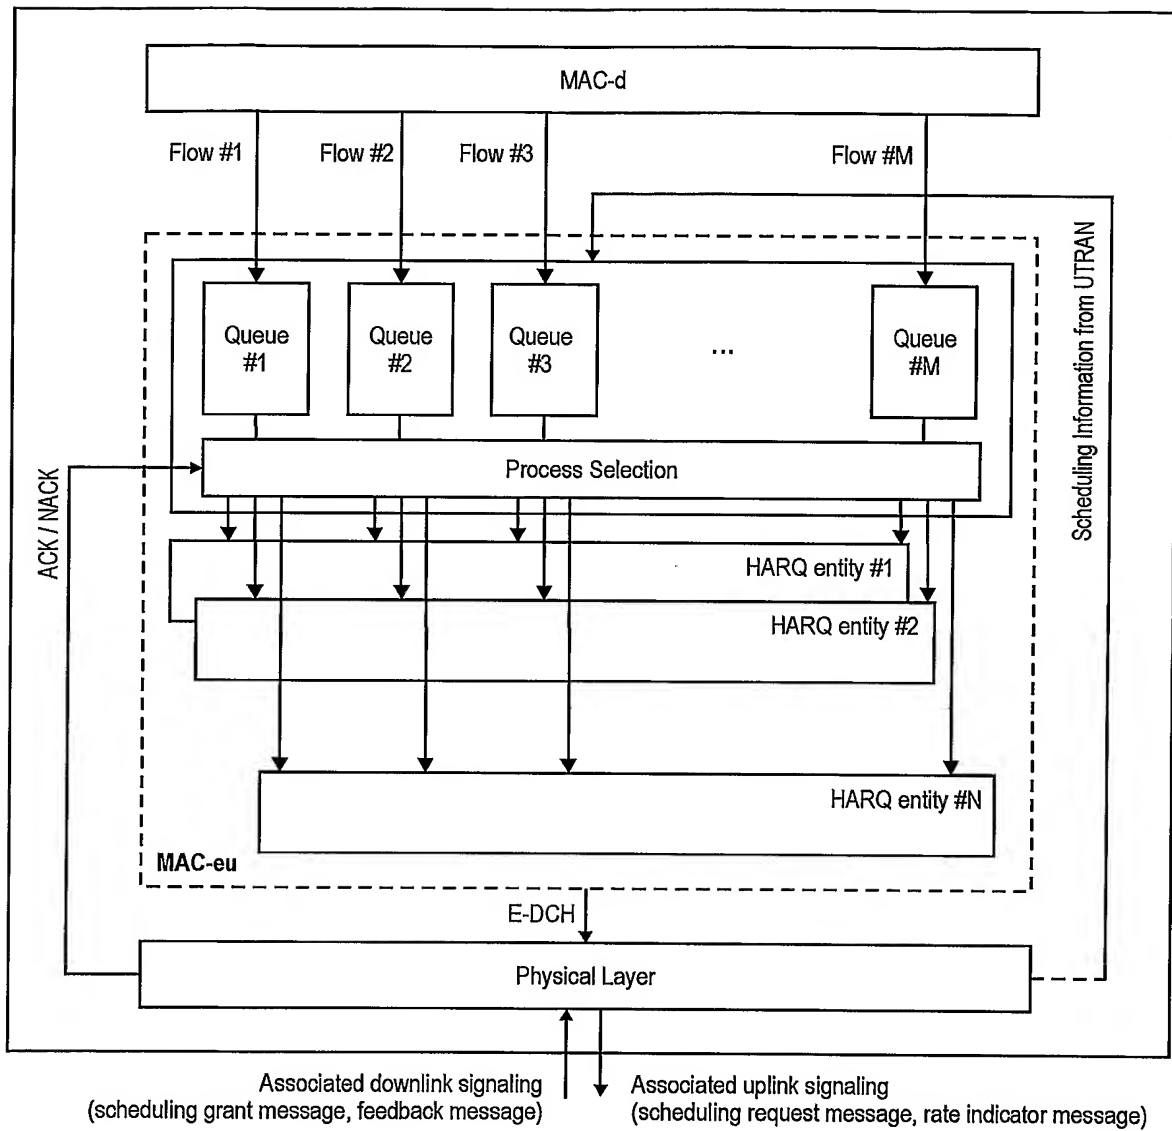 MAC-d
Flow #1
Flow #2
Flow #3
Flow #M
Scheduling Information from UTRAN
Queue
#1
Queue
#2
Queue
#3
...
Queue
#M
Process Selection
ACK / NACK
HARQ entity #1
HARQ entity #2
HARQ entity #N
MAC-eu
E-DCH
Physical Layer
Associated downlink signaling
(scheduling grant message, feedback message)
Associated uplink signaling
(scheduling request message, rate indicator message)